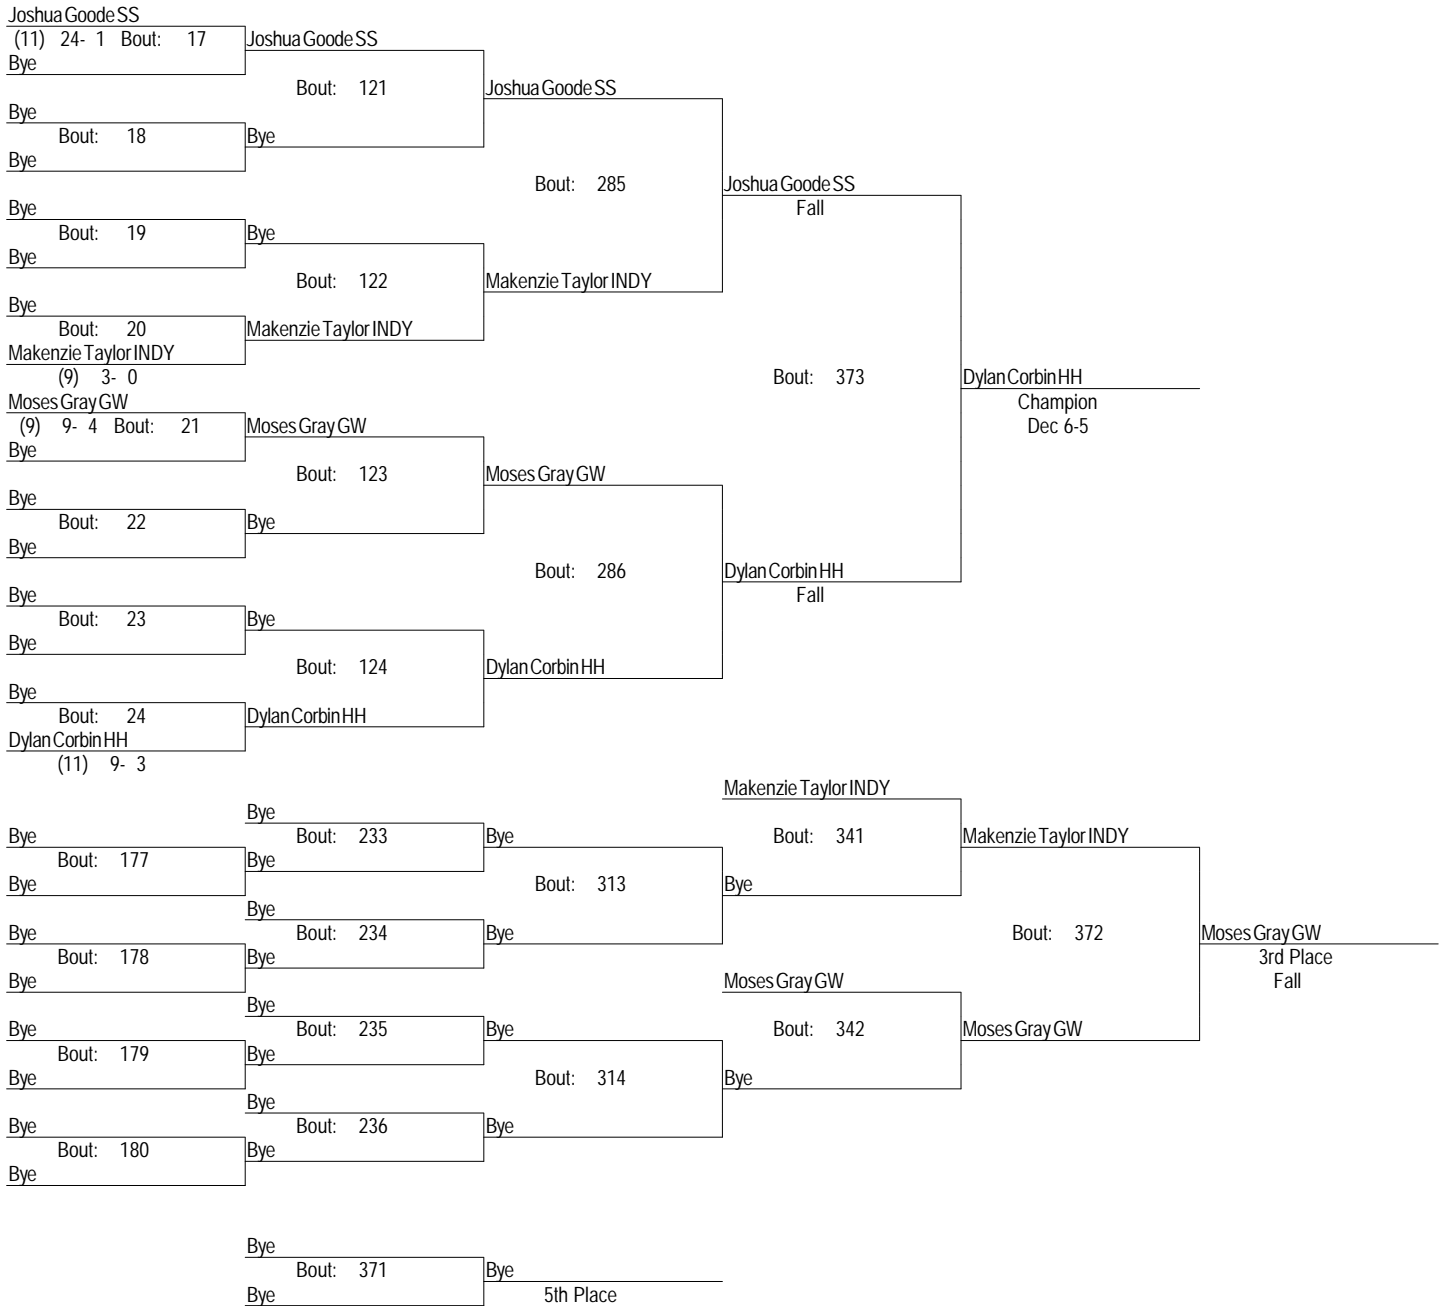 Joshua Goode SS
(11) 24- 1 Bout: 17 Joshua Goode SS
Bye
Bout: 121 Joshua Goode SS
Bye
Bout: 18 Bye
Bye
Bout: 285 Joshua Goode SS
Bye Fall
Bout: 19 Bye
Bye
Bout: 122 Makenzie Taylor INDY
Bye
Bout: 20 Makenzie Taylor INDY
Makenzie Taylor INDY
(9) 3- 0 Bout: 373 Dylan Corbin HH
Moses Gray GW Champion
(9) 9- 4 Bout: 21 Moses Gray GW Dec 6-5
Bye
Bout: 123 Moses Gray GW
Bye
Bout: 22 Bye
Bye
Bout: 286 Dylan Corbin HH
Bye Fall
Bout: 23 Bye
Bye
Bout: 124 Dylan Corbin HH
Bye
Bout: 24 Dylan Corbin HH
Dylan Corbin HH
(11) 9- 3
Makenzie Taylor INDY
Bye
Bye Bout: 233 Bye Bout: 341 Makenzie Taylor INDY
Bout: 177 Bye
Bye Bout: 313 Bye
Bye
Bye Bout: 234 Bye Bout: 372 Moses Gray GW
Bout: 178 Bye 3rd Place
Bye Moses Gray GW Fall
Bye
Bye Bout: 235 Bye Bout: 342 Moses Gray GW
Bout: 179 Bye
Bye Bout: 314 Bye
Bye
Bye Bout: 236 Bye
Bout: 180 Bye
Bye
Bye
Bout: 371 Bye
Bye 5th Place